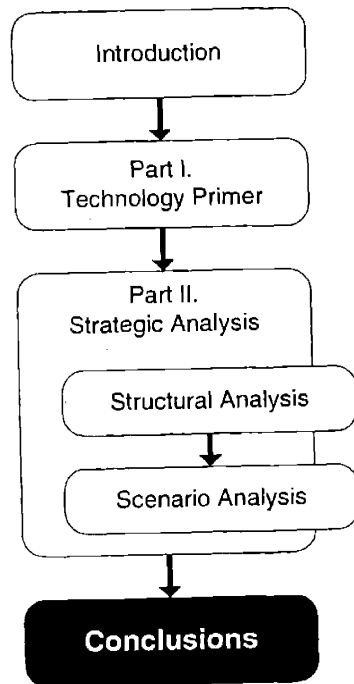 Introduction
Part I.
Technology Primer
Part II.
Strategic Analysis
Structural Analysis
Scenario Analysis
Conclusions